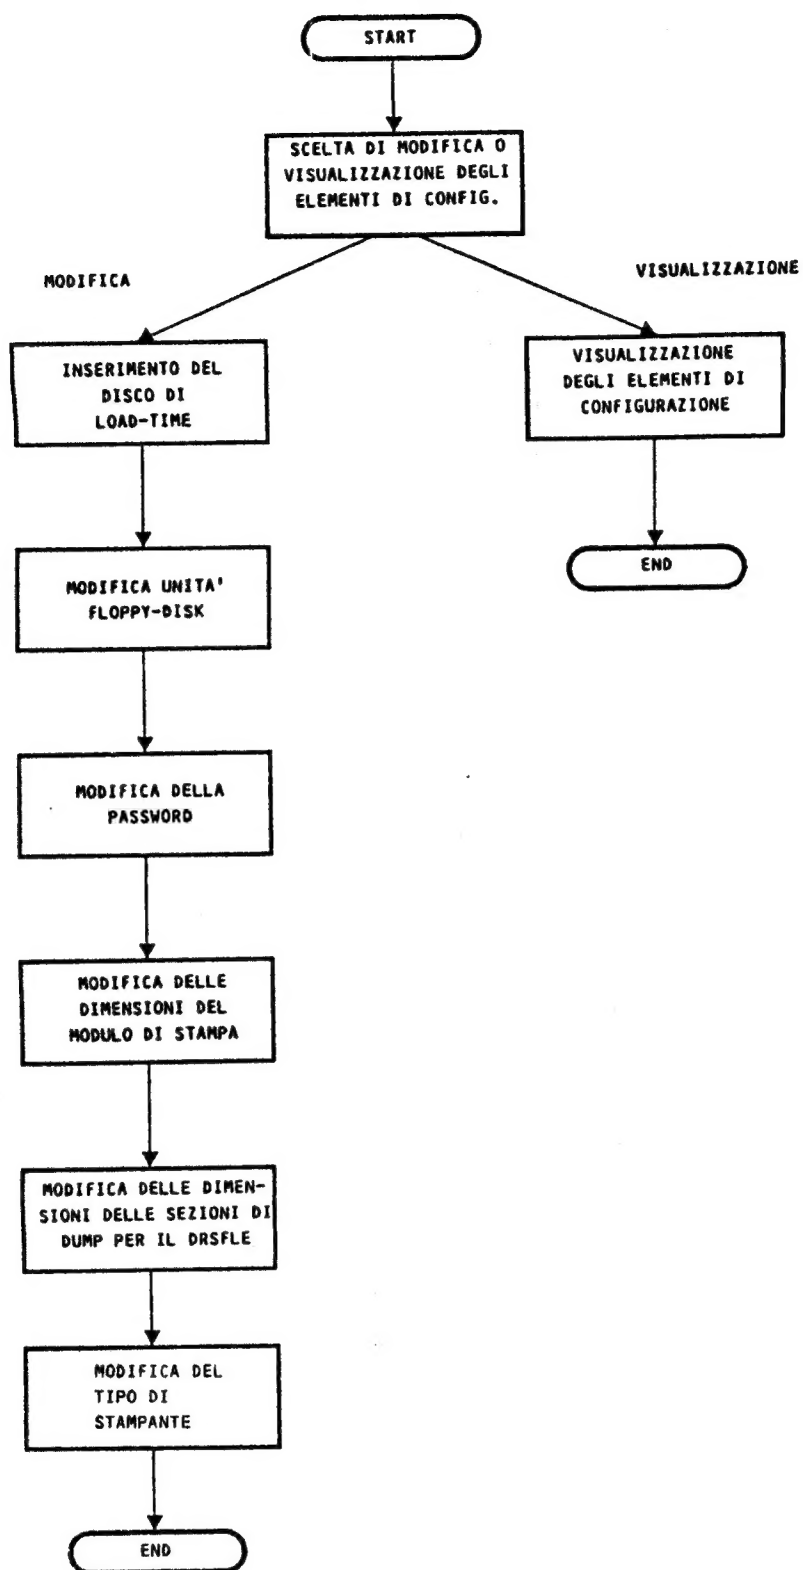 START
SCELTA DI MODIFICA O
VISUALIZZAZIONE DEGLI
ELEMENTI DI CONFIG.
MODIFICA
VISUALIZZAZIONE
INSERIMENTO DEL
DISCO DI
LOAD-TIME
VISUALIZZAZIONE
DEGLI ELEMENTI DI
CONFIGURAZIONE
END
MODIFICA UNITA'
FLOPPY-DISK
MODIFICA DELLA
PASSWORD
MODIFICA DELLE
DIMENSIONI DEL
MODULO DI STAMPA
MODIFICA DELLE DIMEN-
SIONI DELLE SEZIONI DI
DUMP PER IL DRSFLE
MODIFICA DEL
TIPO DI
STAMPANTE
END